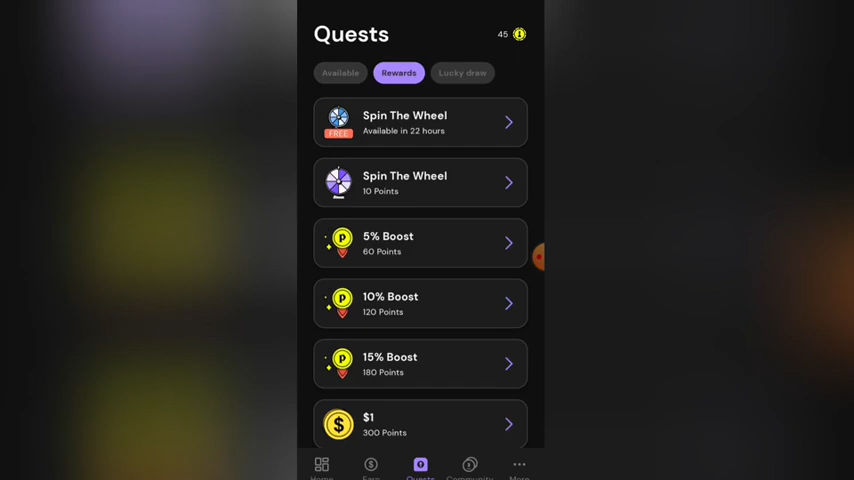 Quests
45
Available
Rewards
Lucky draw
Spin The Wheel
Available in 22 hours
FREE
Spin The Wheel
10 Points
5% Boost
60 Points
10% Boost
120 Points
15% Boost
180 Points
$1
300 Points
Home
Earn
Quests
Community
More